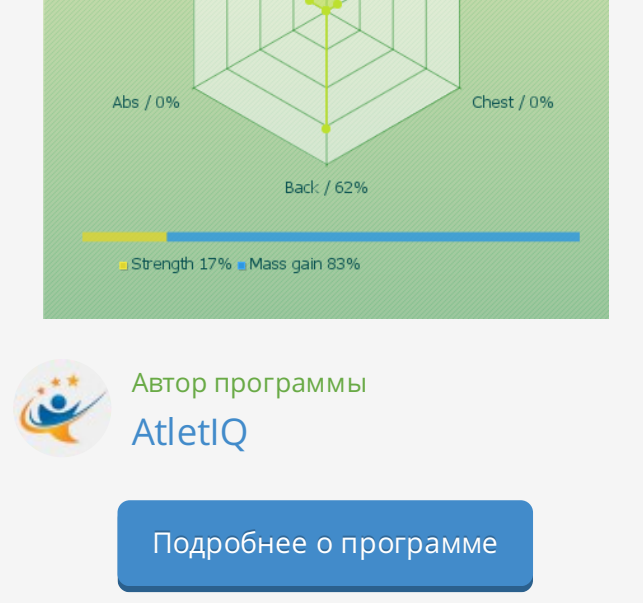 Abs / 0%
Chest / 0%
Back / 62%
Strength 17% Mass gain 83%
Автор программы
AtletIQ
Подробнее о программе